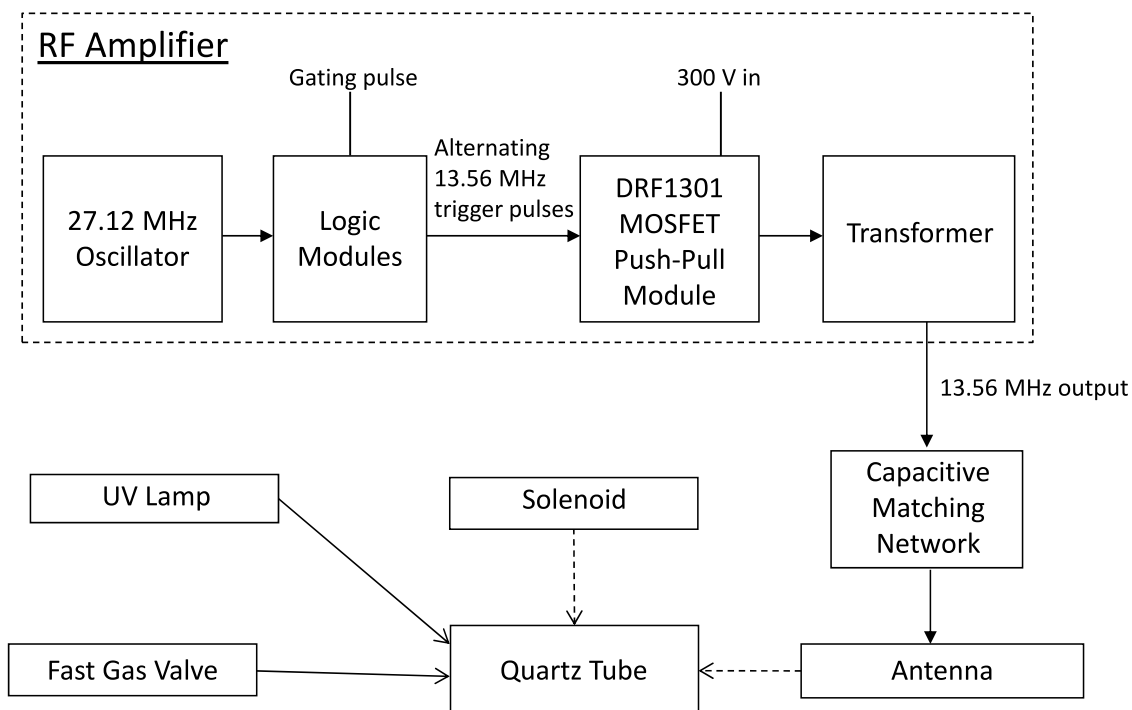 RF Amplifier
Gating pulse
300 V in
Alternating
13.56 MHz
trigger pulses
27.12 MHz
Oscillator
Logic
Modules
DRF1301
MOSFET
Push-Pull
Module
Transformer
13.56 MHz output
Capacitive
Matching
Network
UV Lamp
Solenoid
Fast Gas Valve
Quartz Tube
Antenna